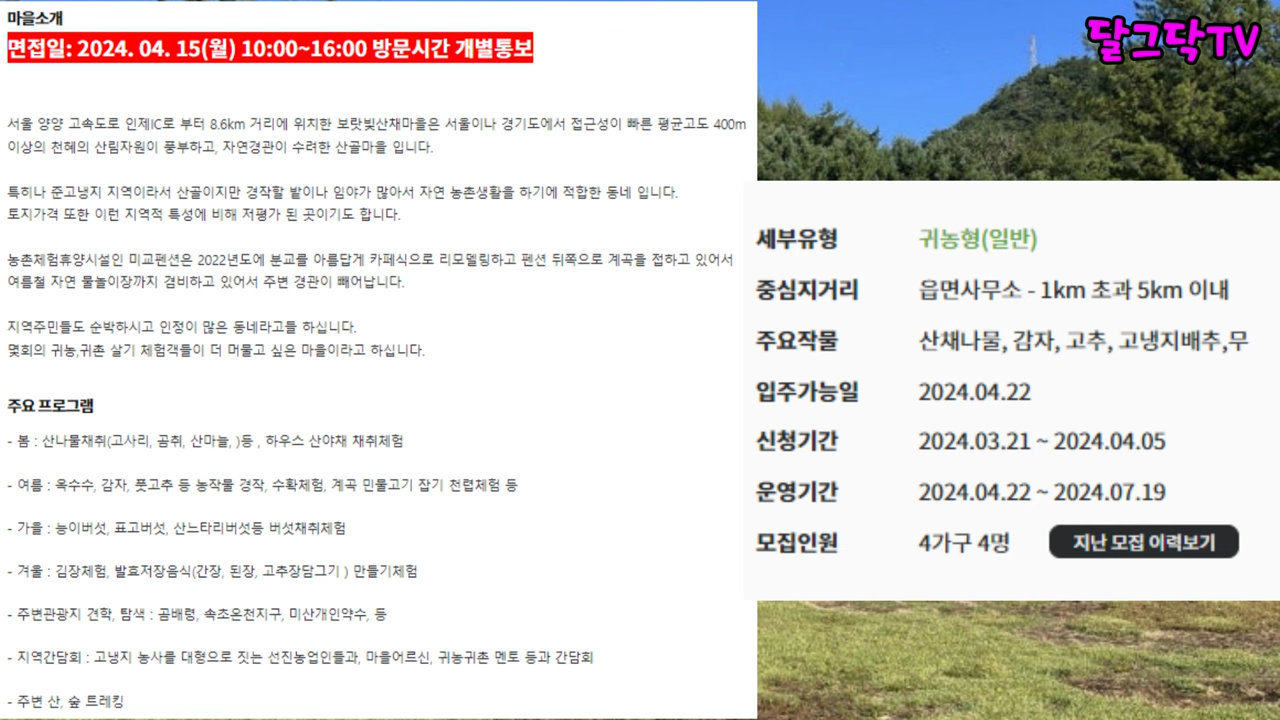 마을소개
면접일: 2024. 04. 15(월) 10:00~16:00 방문시간 개별통보
서울 양양 고속도로 인제IC로 부터 8.6km 거리에 위치한 보랏빛산채마을은 서울이나 경기도에서 접근성이 빠른 평균고도 400m
이상의 천혜의 산림자원이 풍부하고, 자연경관이 수려한 산골마을 입니다.
특히나 준고냉지 지역이라서 산골이지만 경작할 밭이나 임야가 많아서 자연 농촌생활을 하기에 적합한 동네 입니다.
토지가격 또한 이런 지역적 특성에 비해 저평가 된 곳이기도 합니다.
농촌체험휴양시설인 미교펜션은 2022년도에 분교를 아름답게 카페식으로 리모델링하고 펜션 뒤쪽으로 계곡을 접하고 있어서
여름철 자연 물놀이장까지 겸비하고 있어서 주변 경관이 빼어납니다.
지역주민들도 순박하시고 인정이 많은 동네라고들 하십니다.
몇회의 귀농,귀촌 살기 체험객들이 더 머물고 싶은 마을이라고 하십니다.
주요 프로그램
- 봄 : 산나물채취(고사리, 곰취, 산마늘, )등 , 하우스 산야채 채취체험
- 여름 : 옥수수, 감자, 풋고추 등 농작물 경작, 수확체험, 계곡 민물고기 잡기 천렵체험 등
- 가을 : 능이버섯, 표고버섯, 산느타리버섯등 버섯채취체험
- 겨울 : 김장체험, 발효저장음식(간장, 된장, 고추장담그기 ) 만들기체험
- 주변관광지 견학, 탐색 : 곰배령, 속초온천지구, 미산개인약수, 등
- 지역간담회 : 고냉지 농사를 대형으로 짓는 선진농업인들과, 마을어르신, 귀농귀촌 멘토 등과 간담회
- 주변 산, 숲 트레킹
달그닥TV
세부유형 귀농형(일반)
중심지거리 읍면사무소 - 1km 초과 5km 이내
주요작물 산채나물, 감자, 고추, 고냉지배추,무
입주가능일 2024.04.22
신청기간 2024.03.21 ~ 2024.04.05
운영기간 2024.04.22 ~ 2024.07.19
모집인원 4가구 4명 지난 모집 이력보기